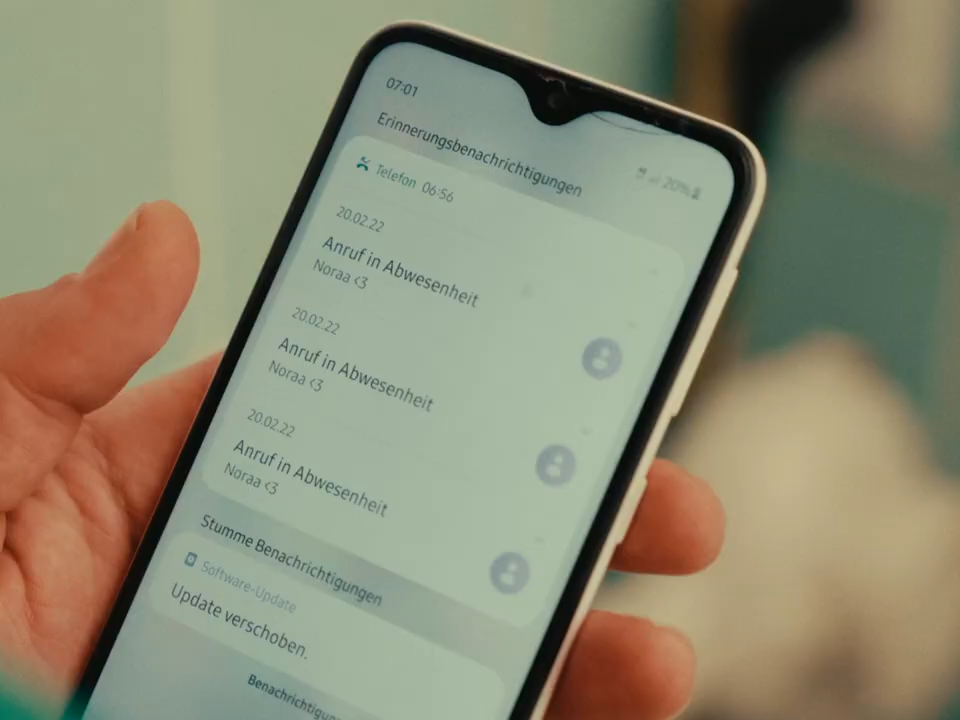 07:01
20%
Erinnerungsbenachrichtigungen
Telefon 06:56
20.02.22
Anruf in Abwesenheit
Noraa <3
20.02.22
Anruf in Abwesenheit
Noraa <3
20.02.22
Anruf in Abwesenheit
Noraa <3
Stumme Benachrichtigungen
Software-Update
Update verschoben.